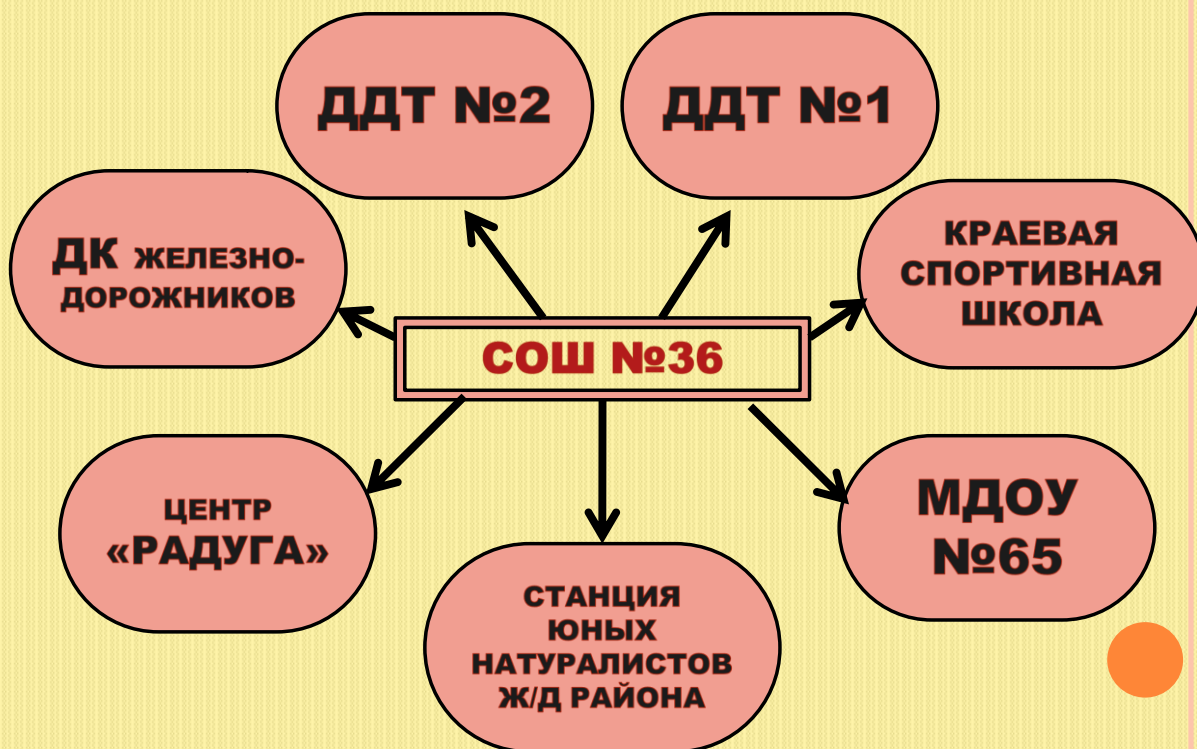 ДДТ №2
ДДТ №1
ДК ЖЕЛЕЗНО-
ДОРОЖНИКОВ
КРАЕВАЯ
СПОРТИВНАЯ
ШКОЛА
СОШ №36
ЦЕНТР
«РАДУГА»
СТАНЦИЯ
ЮНЫХ
НАТУРАЛИСТОВ
Ж/Д РАЙОНА
МДОУ
№65